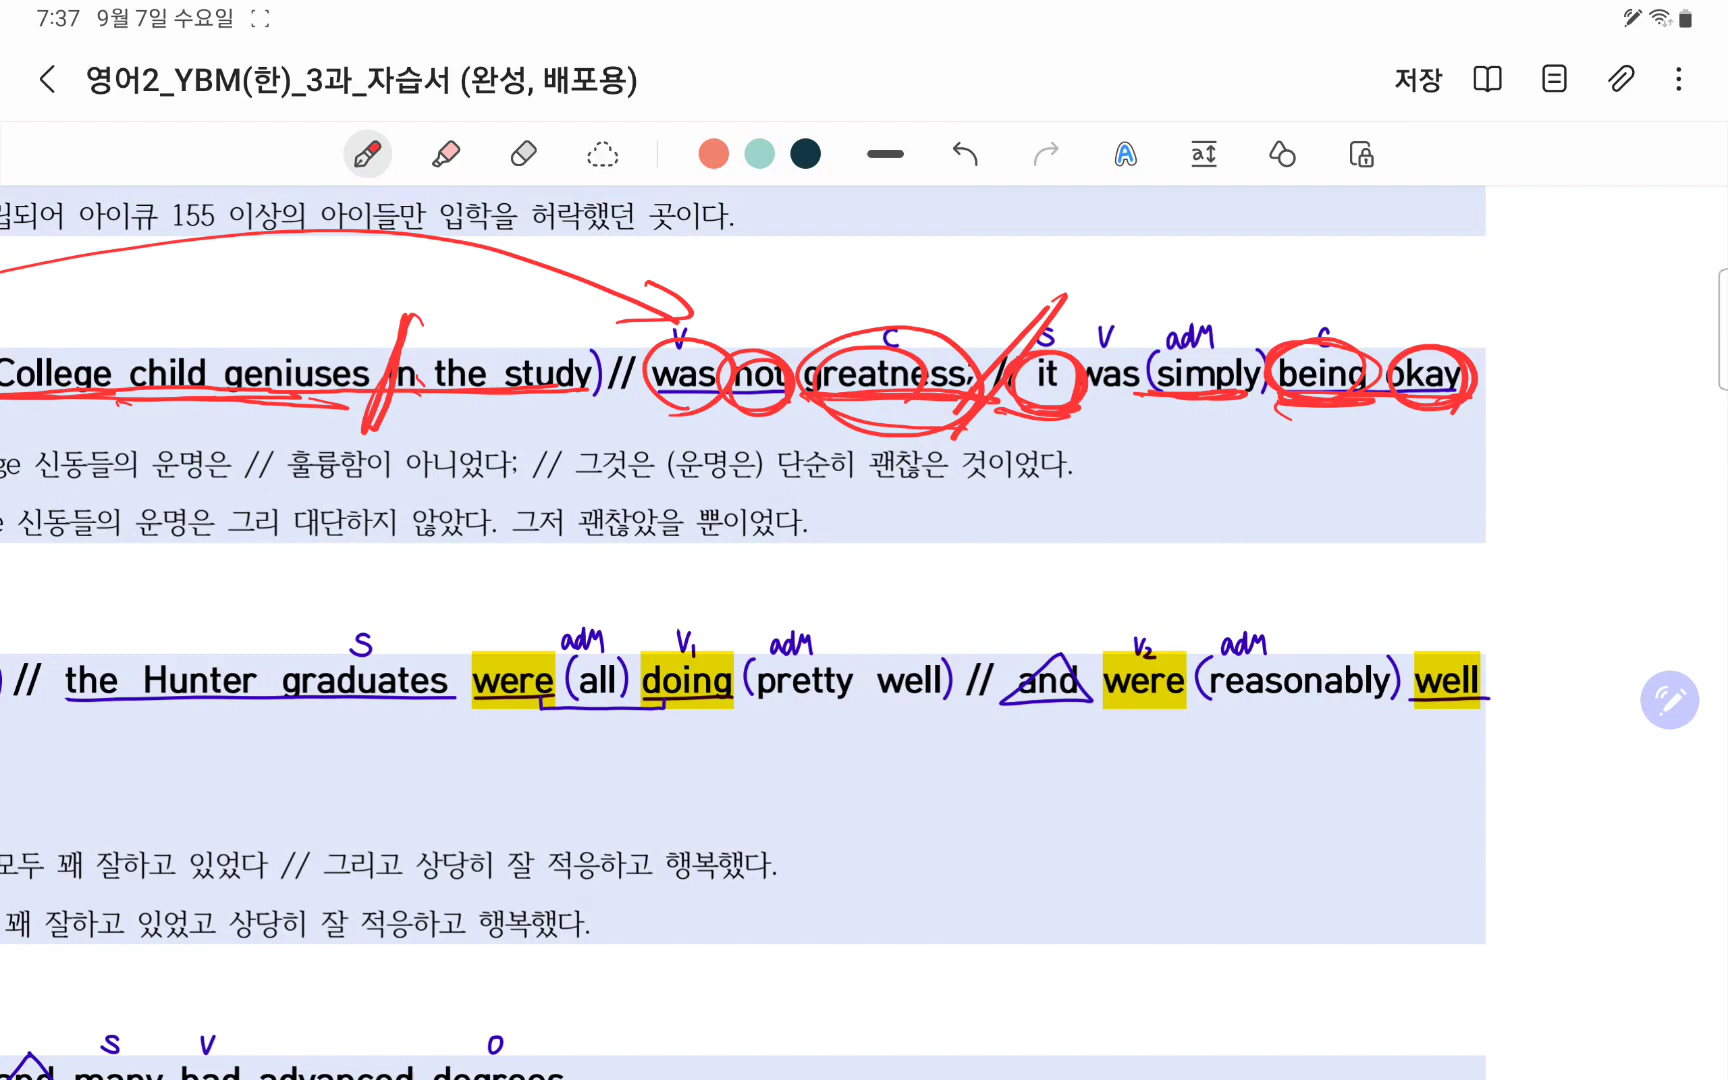 7:37 9월 7일 수요일
영어2_YBM(한)_3과_자습서 (완성, 배포용)
저장
립되어 아이큐 155 이상의 아이들만 입학을 허락했던 곳이다.
V C S V adv C
College child geniuses in the study) // was not greatness; // it was (simply) being okay
ge 신동들의 운명은 // 훌륭함이 아니었다; // 그것은 (운명은) 단순히 괜찮은 것이었다.
e 신동들의 운명은 그리 대단하지 않았다. 그저 괜찮았을 뿐이었다.
S adv V1 adv V2 adv
) // the Hunter graduates were (all) doing (pretty well) // and were (reasonably) well
모두 꽤 잘하고 있었다 // 그리고 상당히 잘 적응하고 행복했다.
꽤 잘하고 있었고 상당히 잘 적응하고 행복했다.
S V O
and many had advanced degrees